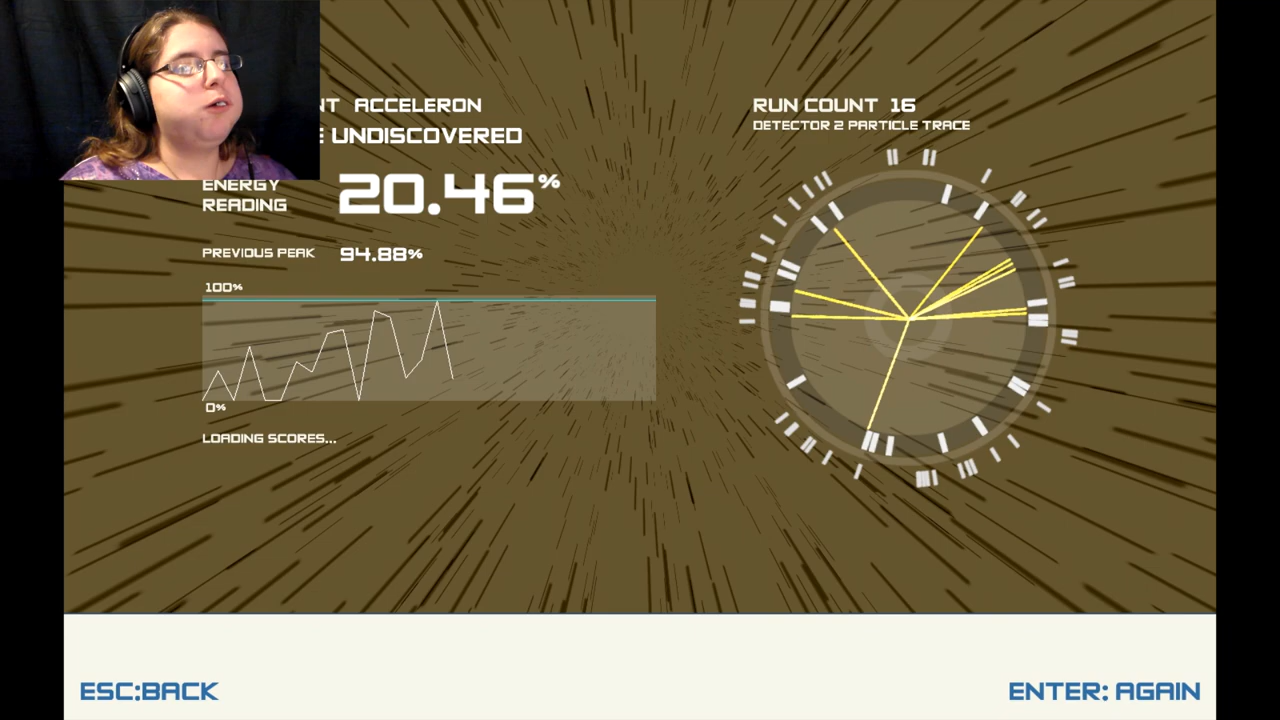 NT ACCELERON
RUN COUNT 16
DETECTOR 2 PARTICLE TRACE
E UNDISCOVERED
ENERGY
READING
20.46%
PREVIOUS PEAK 94.88%
100%
0%
LOADING SCORES...
ESC:BACK
ENTER: AGAIN